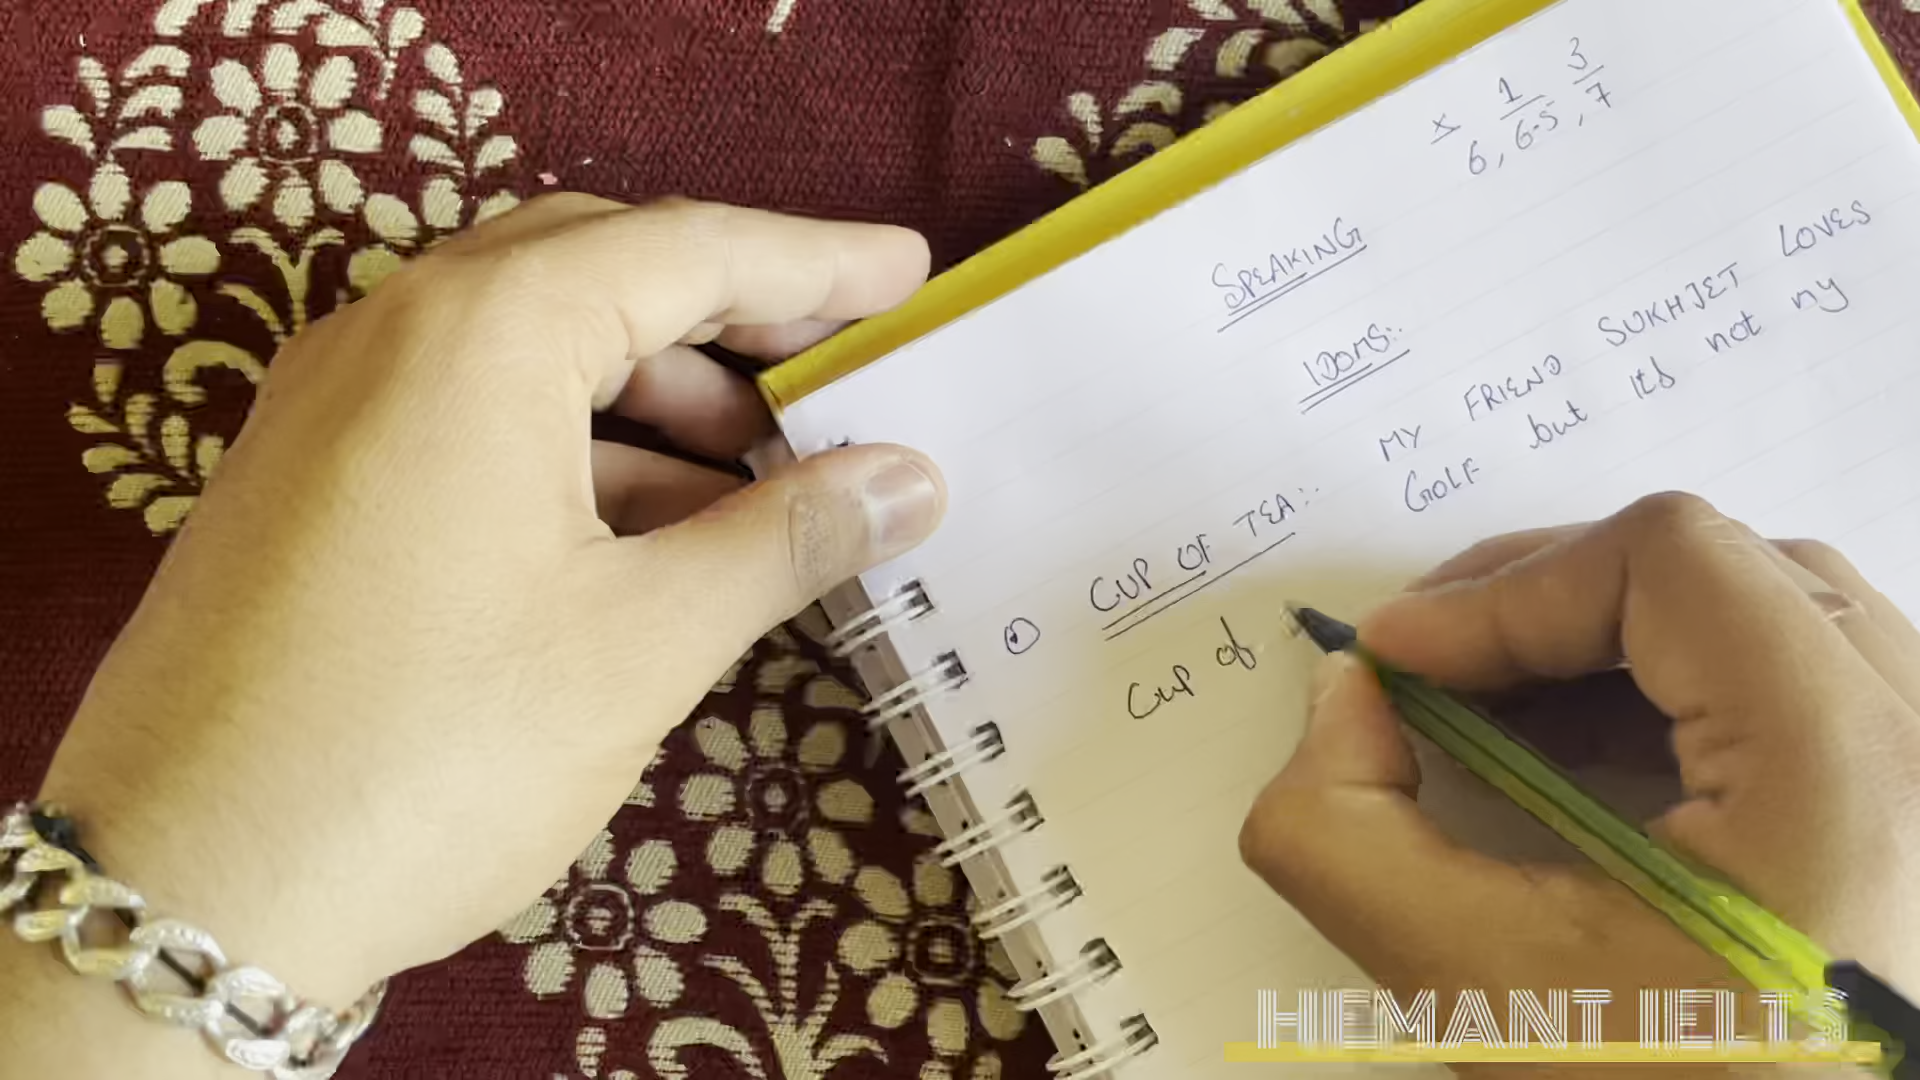 x 1 3
6, 6.5, 7
SPEAKING
IDOMS:.
CUP OF TEA:. MY FRIEND SUKHJET LOVES
GOLF but its not my
Cup of
HEMANT IELTS